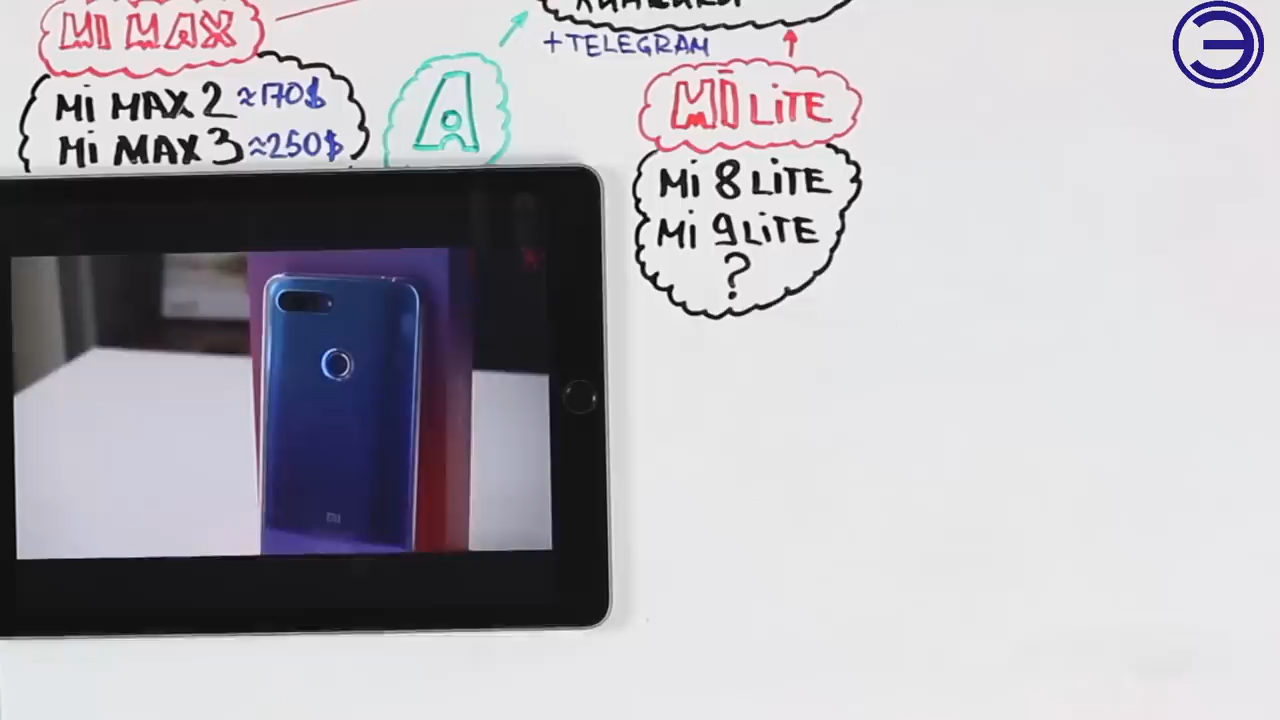 MI MAX
Mi MAX 2 ≈170$
Mi MAX 3 ≈250$
A
+TELEGRAM
Mi LiTE
Mi 8 LiTE
Mi 9 LiTE
?
Э
mi